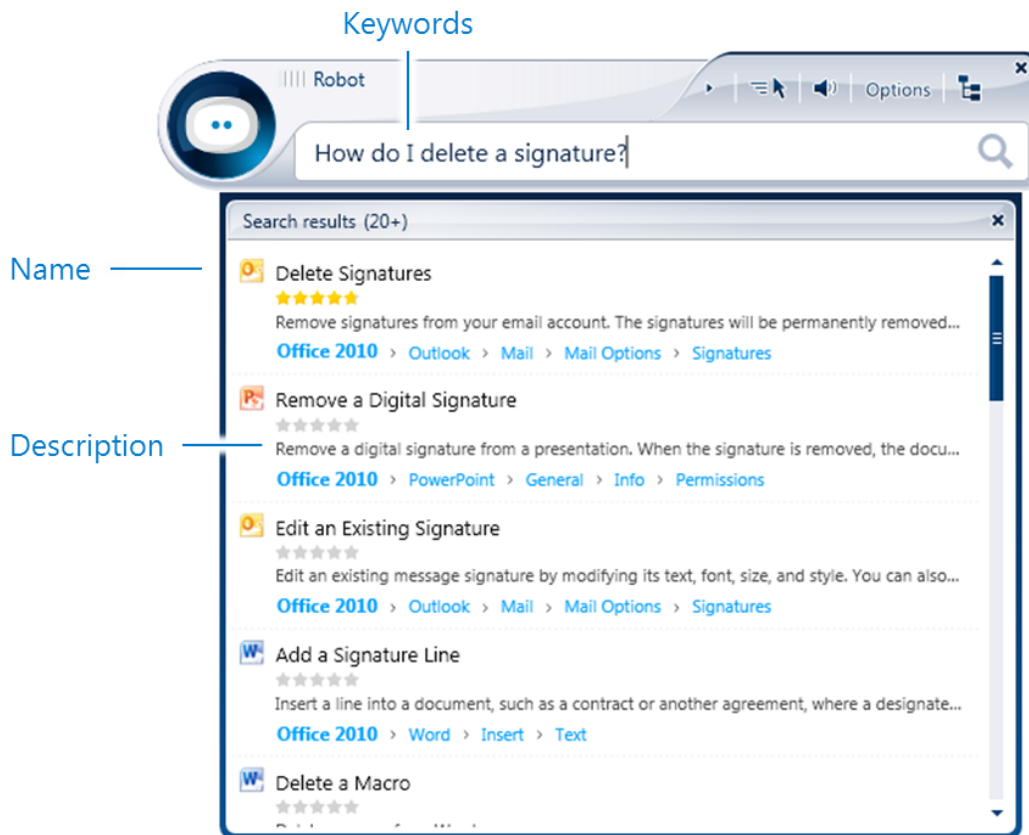 Keywords
Robot
Options
How do I delete a signature?
Search results (20+)
Name
Delete Signatures
Remove signatures from your email account. The signatures will be permanently removed...
Office 2010 › Outlook › Mail › Mail Options › Signatures
Remove a Digital Signature
Description
Remove a digital signature from a presentation. When the signature is removed, the docu...
Office 2010 › PowerPoint › General › Info › Permissions
Edit an Existing Signature
Edit an existing message signature by modifying its text, font, size, and style. You can also...
Office 2010 › Outlook › Mail › Mail Options › Signatures
Add a Signature Line
Insert a line into a document, such as a contract or another agreement, where a designate...
Office 2010 › Word › Insert › Text
Delete a Macro